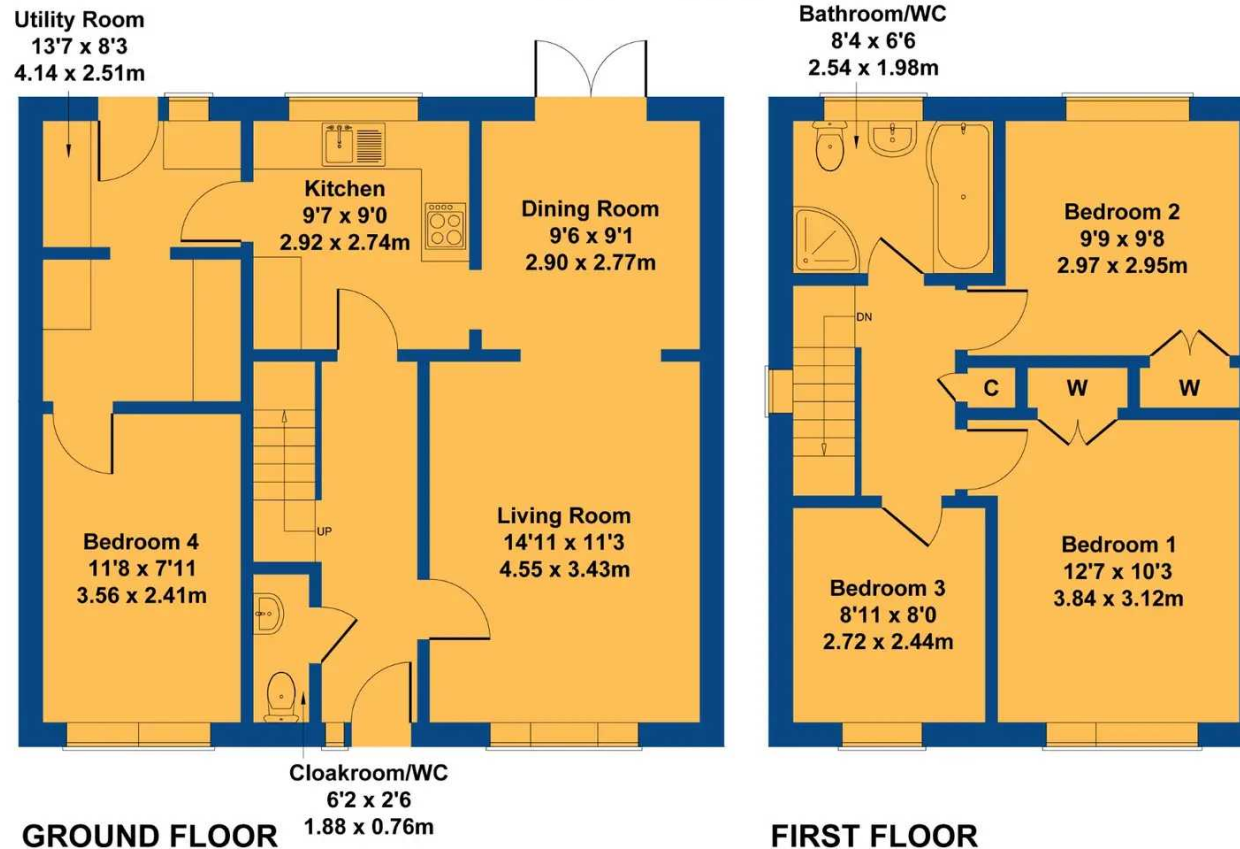 Utility Room
13'7 x 8'3
4.14 x 2.51m
Kitchen
9'7 x 9'0
2.92 x 2.74m
Dining Room
9'6 x 9'1
2.90 x 2.77m
UP
Bedroom 4
11'8 x 7'11
3.56 x 2.41m
Living Room
14'11 x 11'3
4.55 x 3.43m
Cloakroom/WC
6'2 x 2'6
1.88 x 0.76m
GROUND FLOOR
Bathroom/WC
8'4 x 6'6
2.54 x 1.98m
Bedroom 2
9'9 x 9'8
2.97 x 2.95m
DN
C
W
W
Bedroom 3
8'11 x 8'0
2.72 x 2.44m
Bedroom 1
12'7 x 10'3
3.84 x 3.12m
FIRST FLOOR